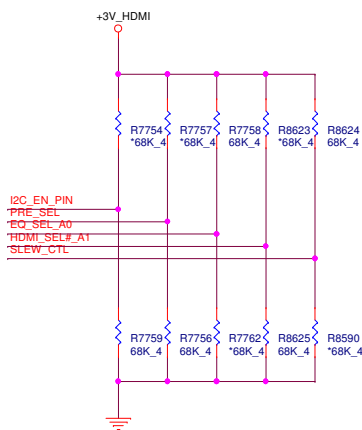 +3V_HDMI
R7754 R7757 R7758 R8623 R8624
*68K_4 *68K_4 68K_4 *68K_4 68K_4
I2C_EN_PIN
PRE_SEL
EQ_SEL_A0
HDMI_SEL#_A1
SLEW_CTL
R7759 R7756 R7762 R8625 R8590
68K_4 68K_4 *68K_4 68K_4 *68K_4